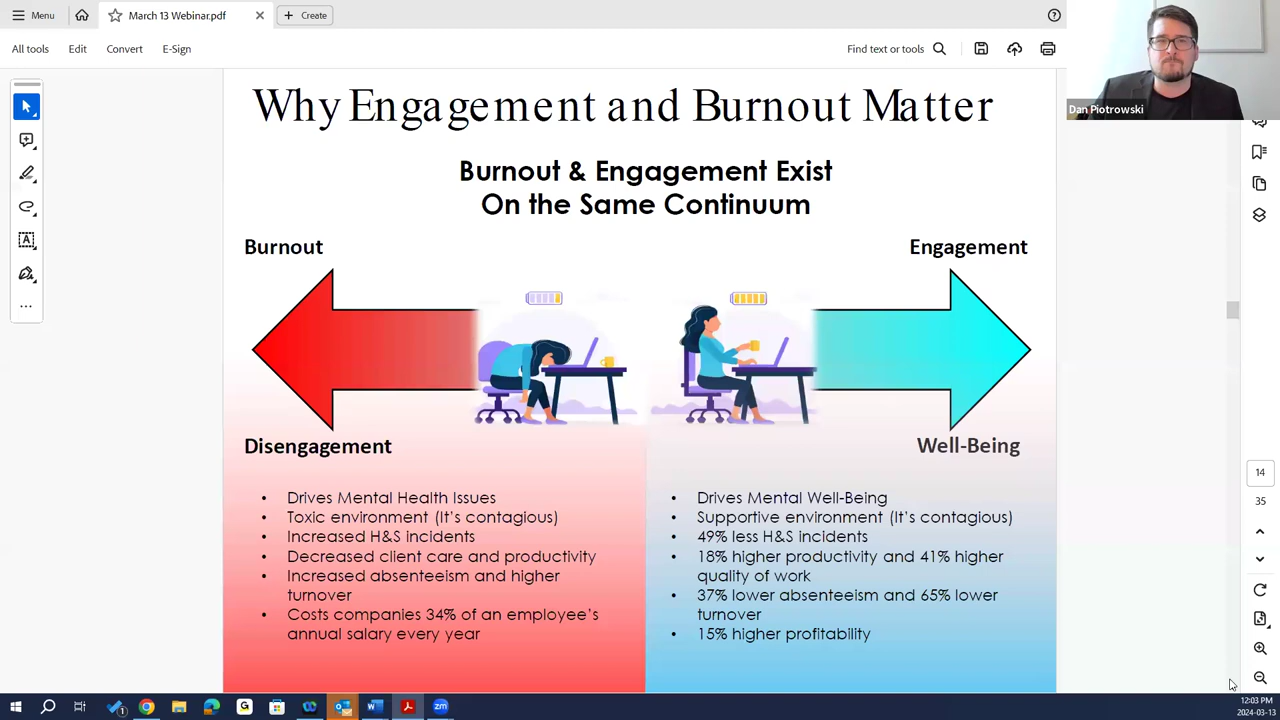 Menu
March 13 Webinar.pdf
Create
All tools
Edit
Convert
E-Sign
Find text or tools
Dan Piotrowski
Why Engagement and Burnout Matter
Burnout & Engagement Exist
On the Same Continuum
Burnout
Engagement
Disengagement
Well-Being
• Drives Mental Health Issues
• Toxic environment (It's contagious)
• Increased H&S incidents
• Decreased client care and productivity
• Increased absenteeism and higher
turnover
• Costs companies 34% of an employee's
annual salary every year
• Drives Mental Well-Being
• Supportive environment (It's contagious)
• 49% less H&S incidents
• 18% higher productivity and 41% higher
quality of work
• 37% lower absenteeism and 65% lower
turnover
• 15% higher profitability
14
35
12:03 PM
2024-03-13